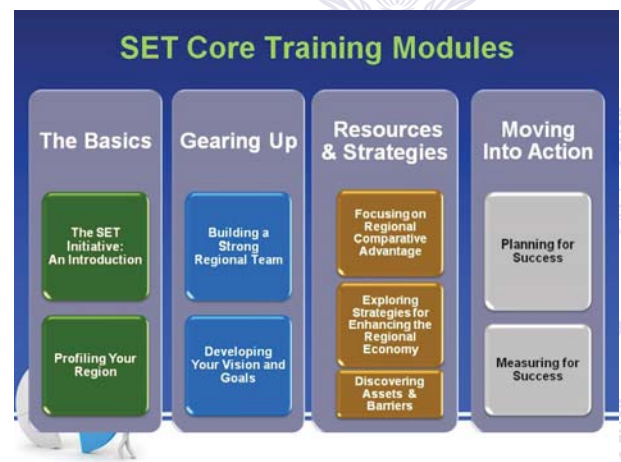 SET Core Training Modules
The Basics
The SET
Initiative:
An Introduction
Profiling Your
Region
Gearing Up
Building a
Strong
Regional Team
Developing
Your Vision and
Goals
Resources
& Strategies
Focusing on
Regional
Comparative
Advantage
Exploring
Strategies for
Enhancing the
Regional
Economy
Discovering
Assets &
Barriers
Moving
Into Action
Planning for
Success
Measuring for
Success